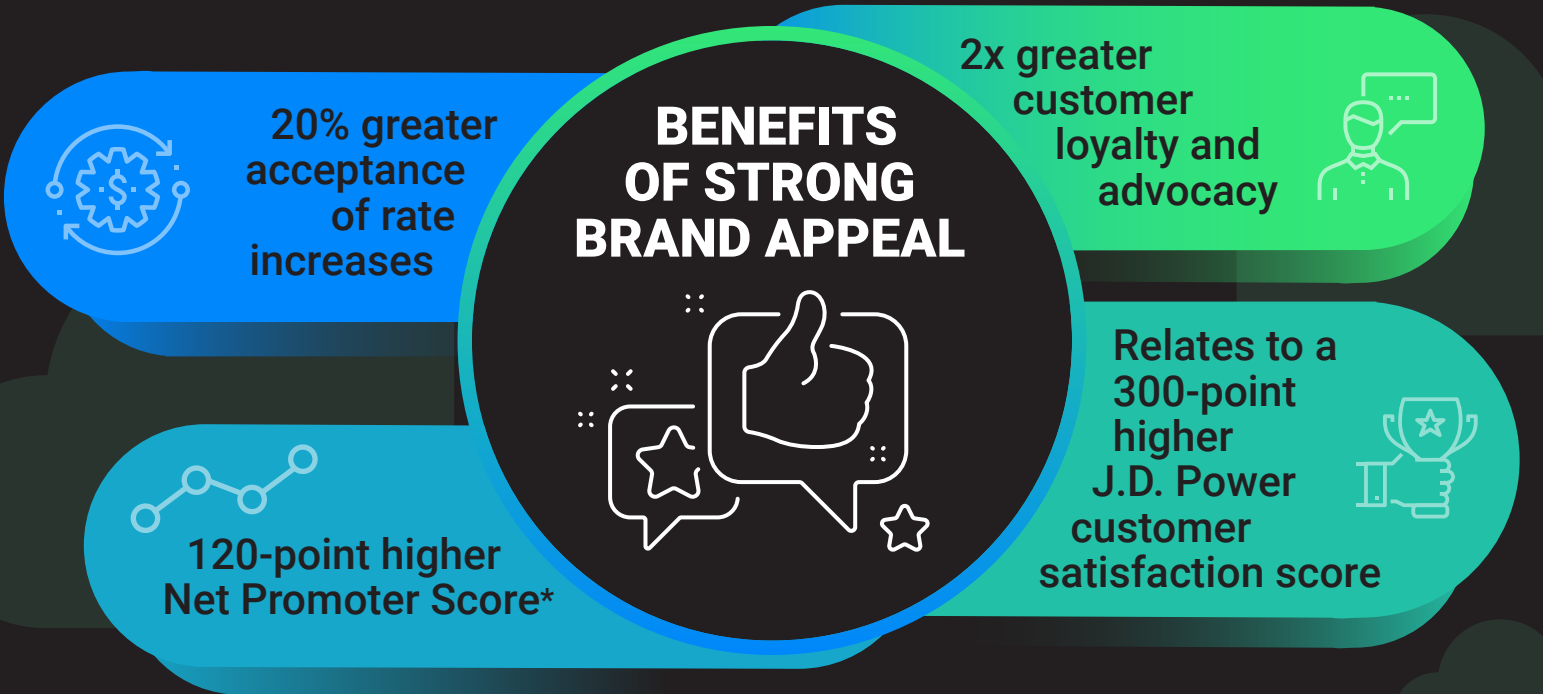 BENEFITS
OF STRONG
BRAND APPEAL
20% greater
acceptance
of rate
increases
2x greater
customer
loyalty and
advocacy
120-point higher
Net Promoter Score*
Relates to a
300-point
higher
J.D. Power
customer
satisfaction score